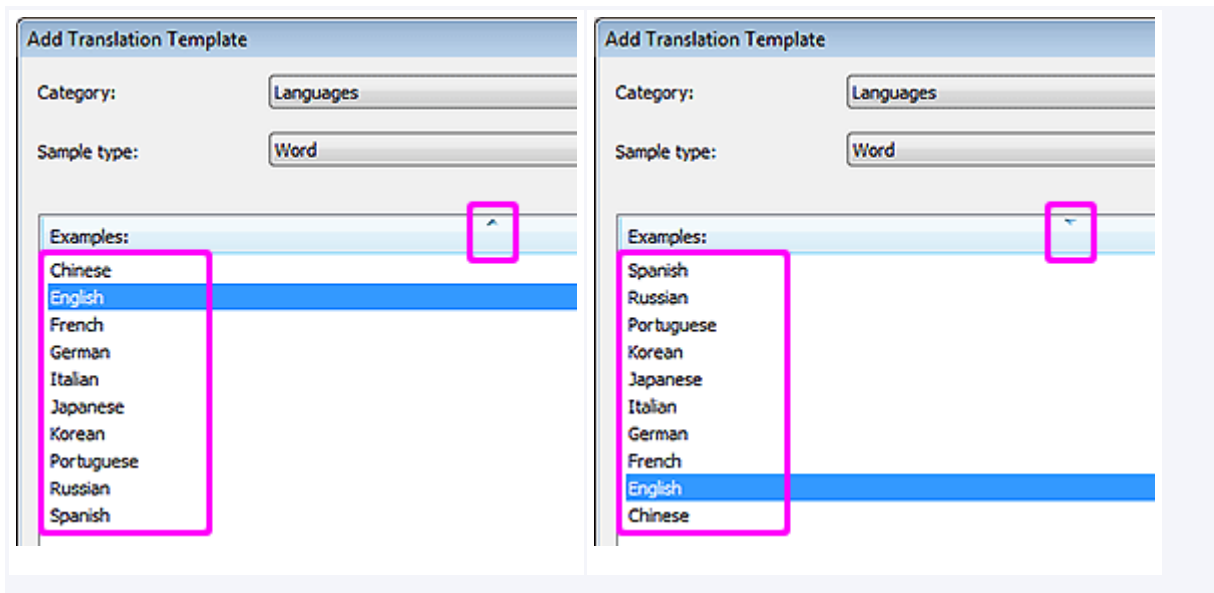 Add Translation Template
Category: Languages
Sample type: Word
Examples:
Chinese
English
French
German
Italian
Japanese
Korean
Portuguese
Russian
Spanish
Add Translation Template
Category: Languages
Sample type: Word
Examples:
Spanish
Russian
Portuguese
Korean
Japanese
Italian
German
French
English
Chinese